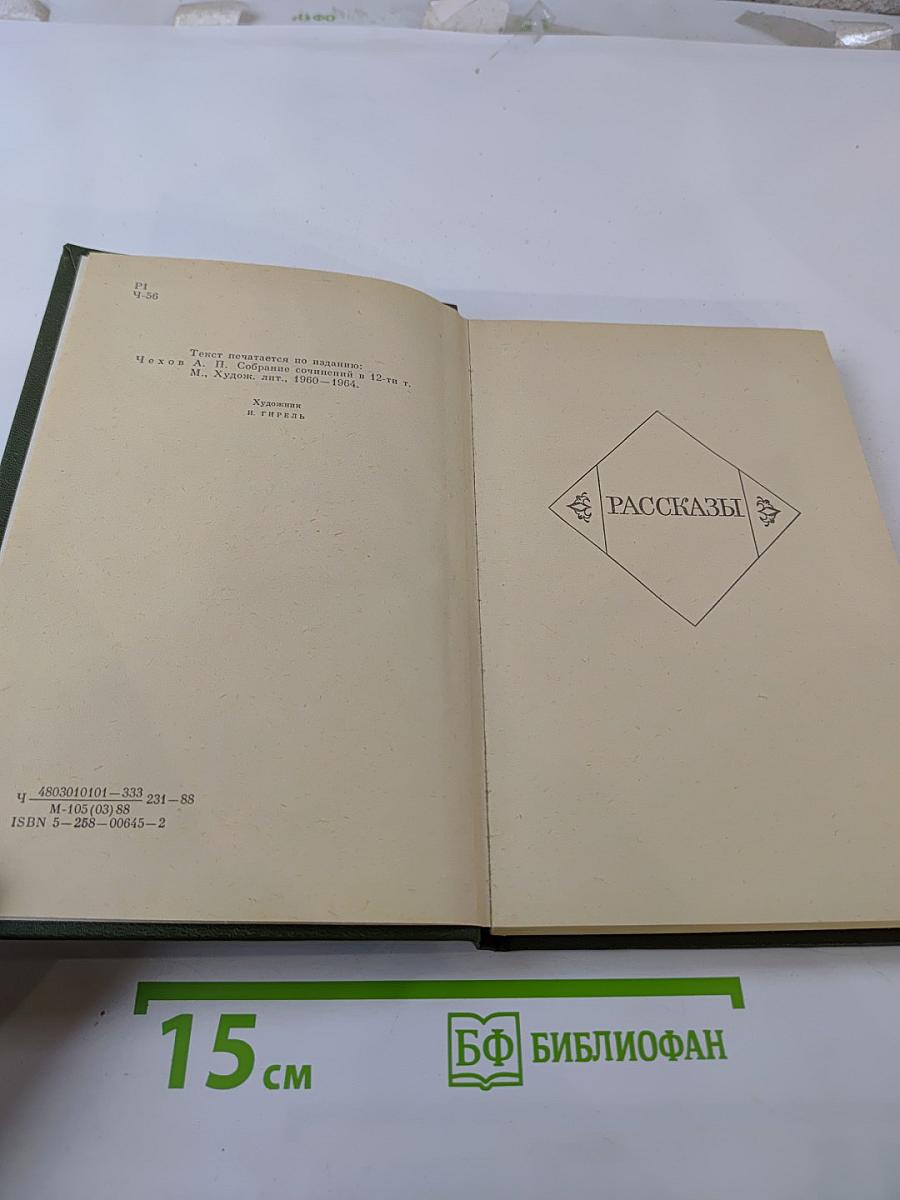 Р1
Ч-56
Текст печатается по изданию:
Чехов А. П. Собрание сочинений в 12-ти т.
М., Худож. лит., 1960—1964.
Художник
И. ГИРЕЛЬ
Ч 4803010101—333 231—88
М-105(03)88
ISBN 5—258—00645—2
РАССКАЗЫ
15 см
БФ БИБЛИОФАН